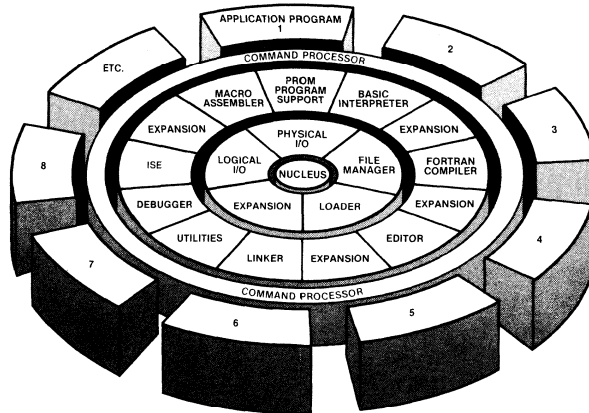 APPLICATION PROGRAM
1
2
ETC.
COMMAND PROCESSOR
PROM
PROGRAM
SUPPORT
MACRO
ASSEMBLER
BASIC
INTERPRETER
3
EXPANSION
PHYSICAL
I/O
EXPANSION
8
ISE
LOGICAL
I/O
NUCLEUS
FILE
MANAGER
FORTRAN
COMPILER
DEBUGGER
EXPANSION
LOADER
EXPANSION
4
UTILITIES
LINKER
EXPANSION
EDITOR
7
COMMAND PROCESSOR
6
5